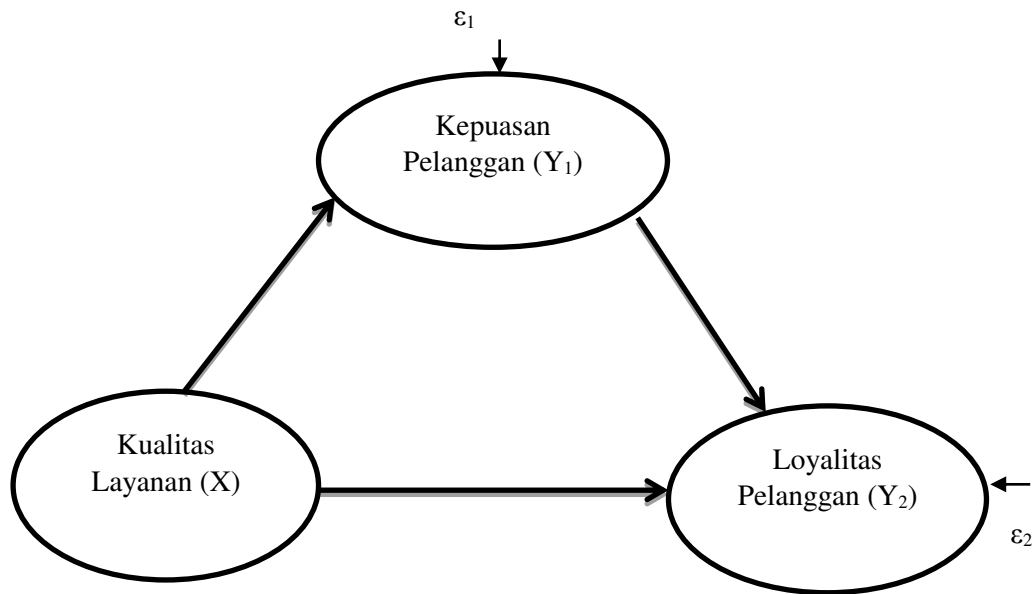 ε₁
Kepuasan
Pelanggan (Y₁)
Kualitas
Layanan (X)
Loyalitas
Pelanggan (Y₂)
ε₂